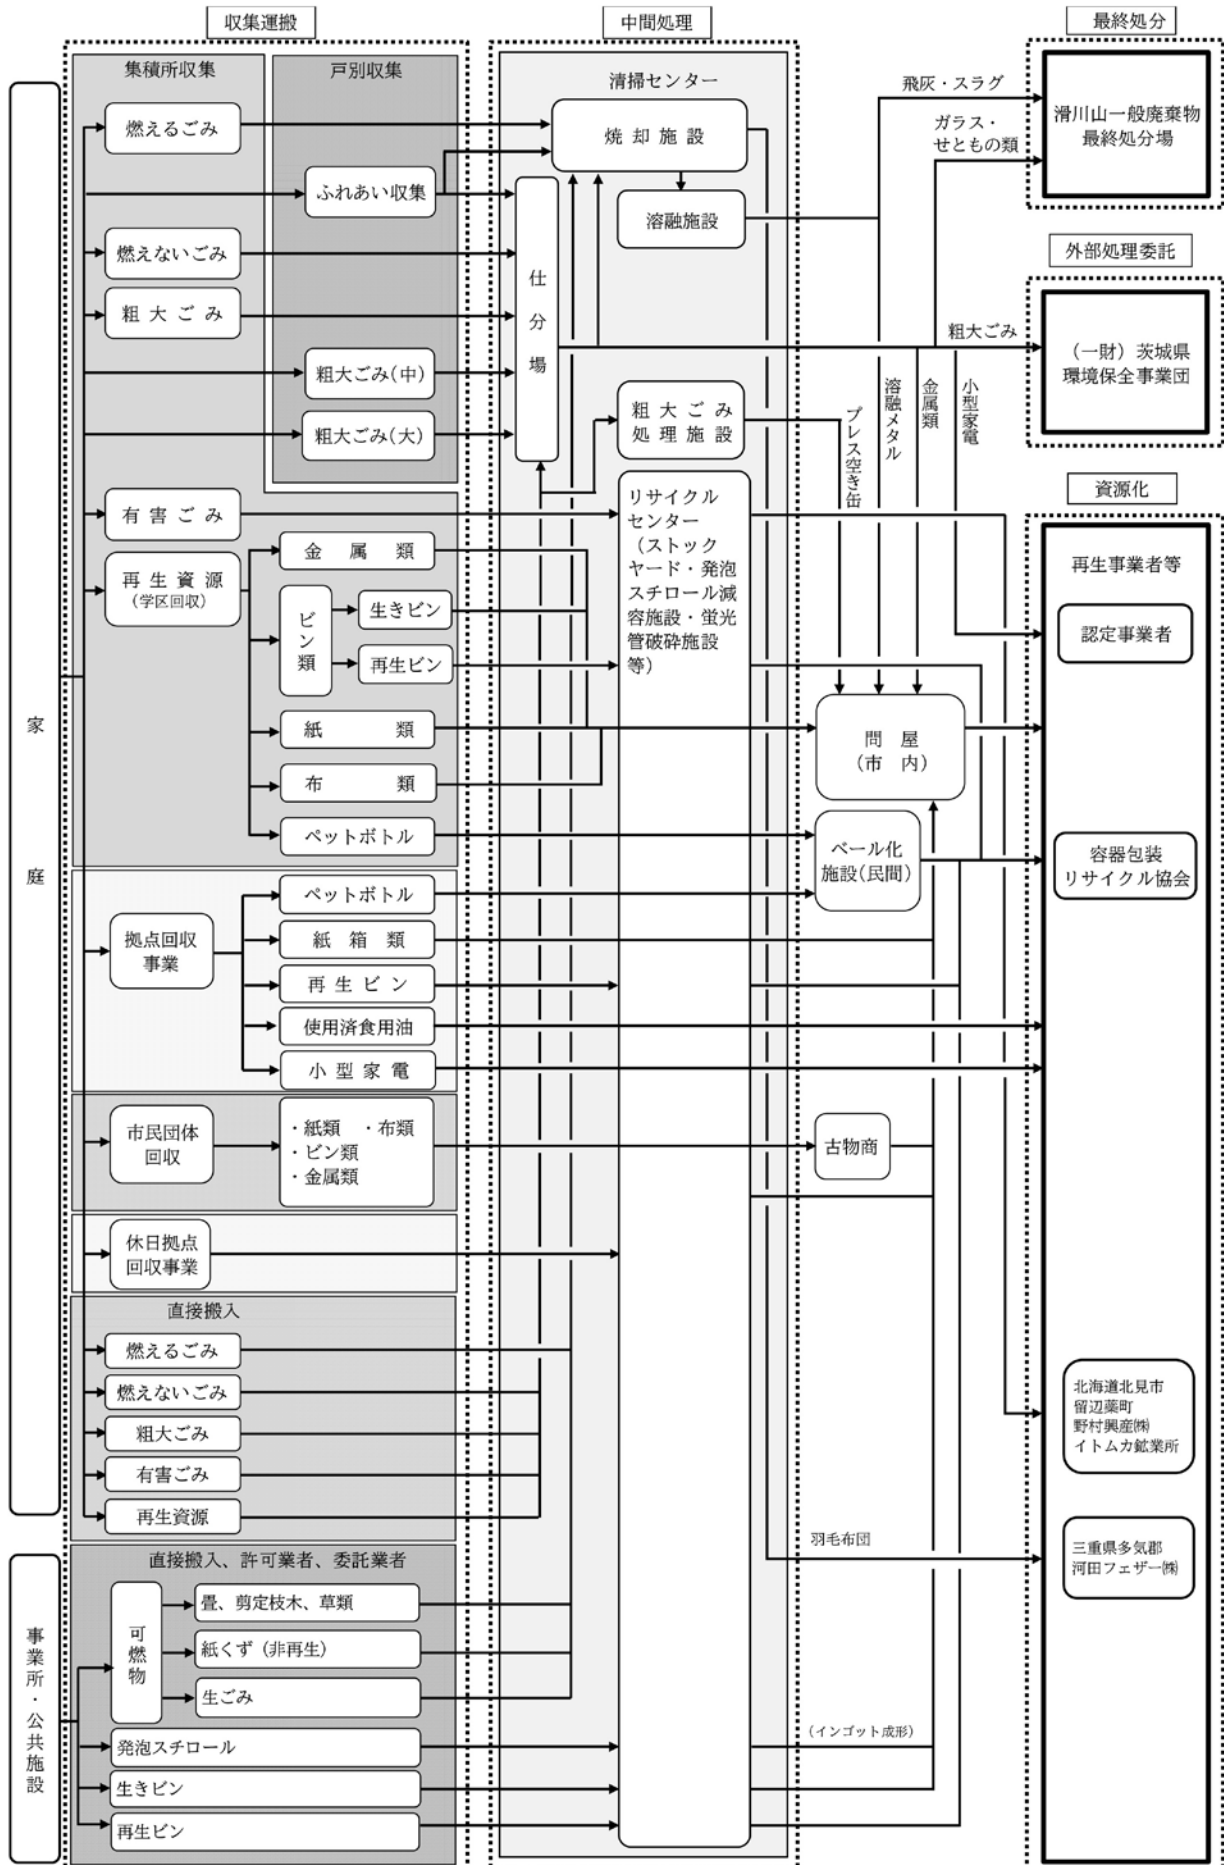 収集運搬
中間処理
最終処分
集積所収集
戸別収集
清掃センター
燃えるごみ
ふれあい収集
燃えないごみ
粗大ごみ
粗大ごみ(中)
粗大ごみ(大)
焼却施設
溶融施設
仕分場
粗大ごみ
処理施設
飛灰・スラグ
ガラス・
せともの類
滑川山一般廃棄物
最終処分場
外部処理委託
粗大ごみ
(一財)茨城県
環境保全事業団
プレス空き缶
溶融メタル
金属類
小型家電
資源化
再生事業者等
認定事業者
有害ごみ
再生資源
(学区回収)
金属類
ビン類
生きビン
再生ビン
紙類
布類
ペットボトル
リサイクル
センター
(ストック
ヤード・発泡
スチロール減
容施設・蛍光
管破砕施設
等)
問屋
(市内)
ベール化
施設(民間)
容器包装
リサイクル協会
家庭
拠点回収
事業
ペットボトル
紙箱類
再生ビン
使用済食用油
小型家電
市民団体
回収
・紙類 ・布類
・ビン類
・金属類
古物商
休日拠点
回収事業
直接搬入
燃えるごみ
燃えないごみ
粗大ごみ
有害ごみ
再生資源
北海道北見市
留辺蘂町
野村興産㈱
イトムカ鉱業所
羽毛布団
三重県多気郡
河田フェザー㈱
直接搬入、許可業者、委託業者
事業所・公共施設
可燃物
畳、剪定枝木、草類
紙くず(非再生)
生ごみ
発泡スチロール
生きビン
再生ビン
(インゴット成形)